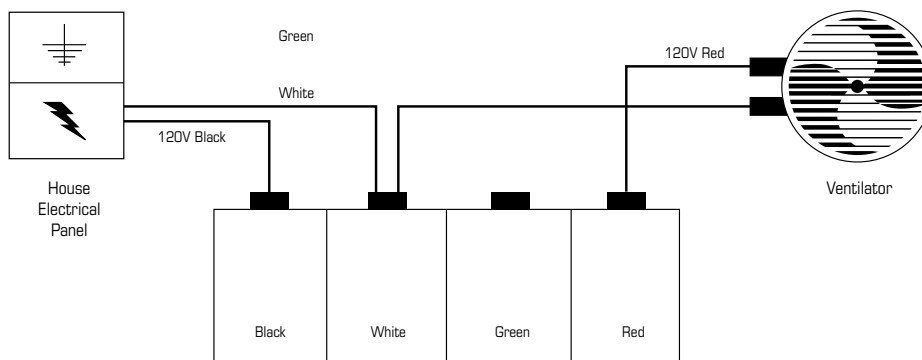 Green
120V Red
White
120V Black
House
Electrical
Panel
Ventilator
Black
White
Green
Red